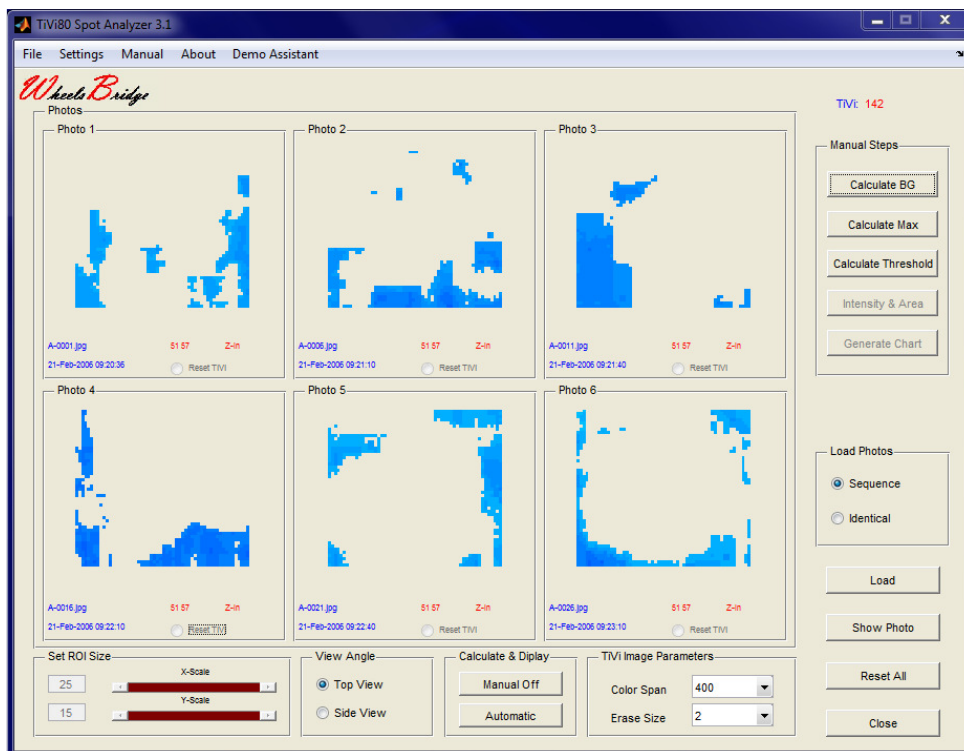 TiVi80 Spot Analyzer 3.1
File Settings Manual About Demo Assistant
WheelsBridge
TiVi: 142
Photos
Photo 1
A-0001.jpg 51 57 Z-In
21-Feb-2006 09:20:36 Reset TiVi
Photo 2
A-0006.jpg 51 57 Z-In
21-Feb-2006 09:21:10 Reset TiVi
Photo 3
A-0011.jpg 51 57 Z-In
21-Feb-2006 09:21:40 Reset TiVi
Photo 4
A-0016.jpg 51 57 Z-In
21-Feb-2006 09:22:10 Reset TiVi
Photo 5
A-0021.jpg 51 57 Z-In
21-Feb-2006 09:22:40 Reset TiVi
Photo 6
A-0026.jpg 51 57 Z-In
21-Feb-2006 09:23:10 Reset TiVi
Manual Steps
Calculate BG
Calculate Max
Calculate Threshold
Intensity & Area
Generate Chart
Load Photos
Sequence
Identical
Load
Show Photo
Reset All
Close
Set ROI Size
X-Scale
25
Y-Scale
15
View Angle
Top View
Side View
Calculate & Diplay
Manual Off
Automatic
TiVi Image Parameters
Color Span 400
Erase Size 2